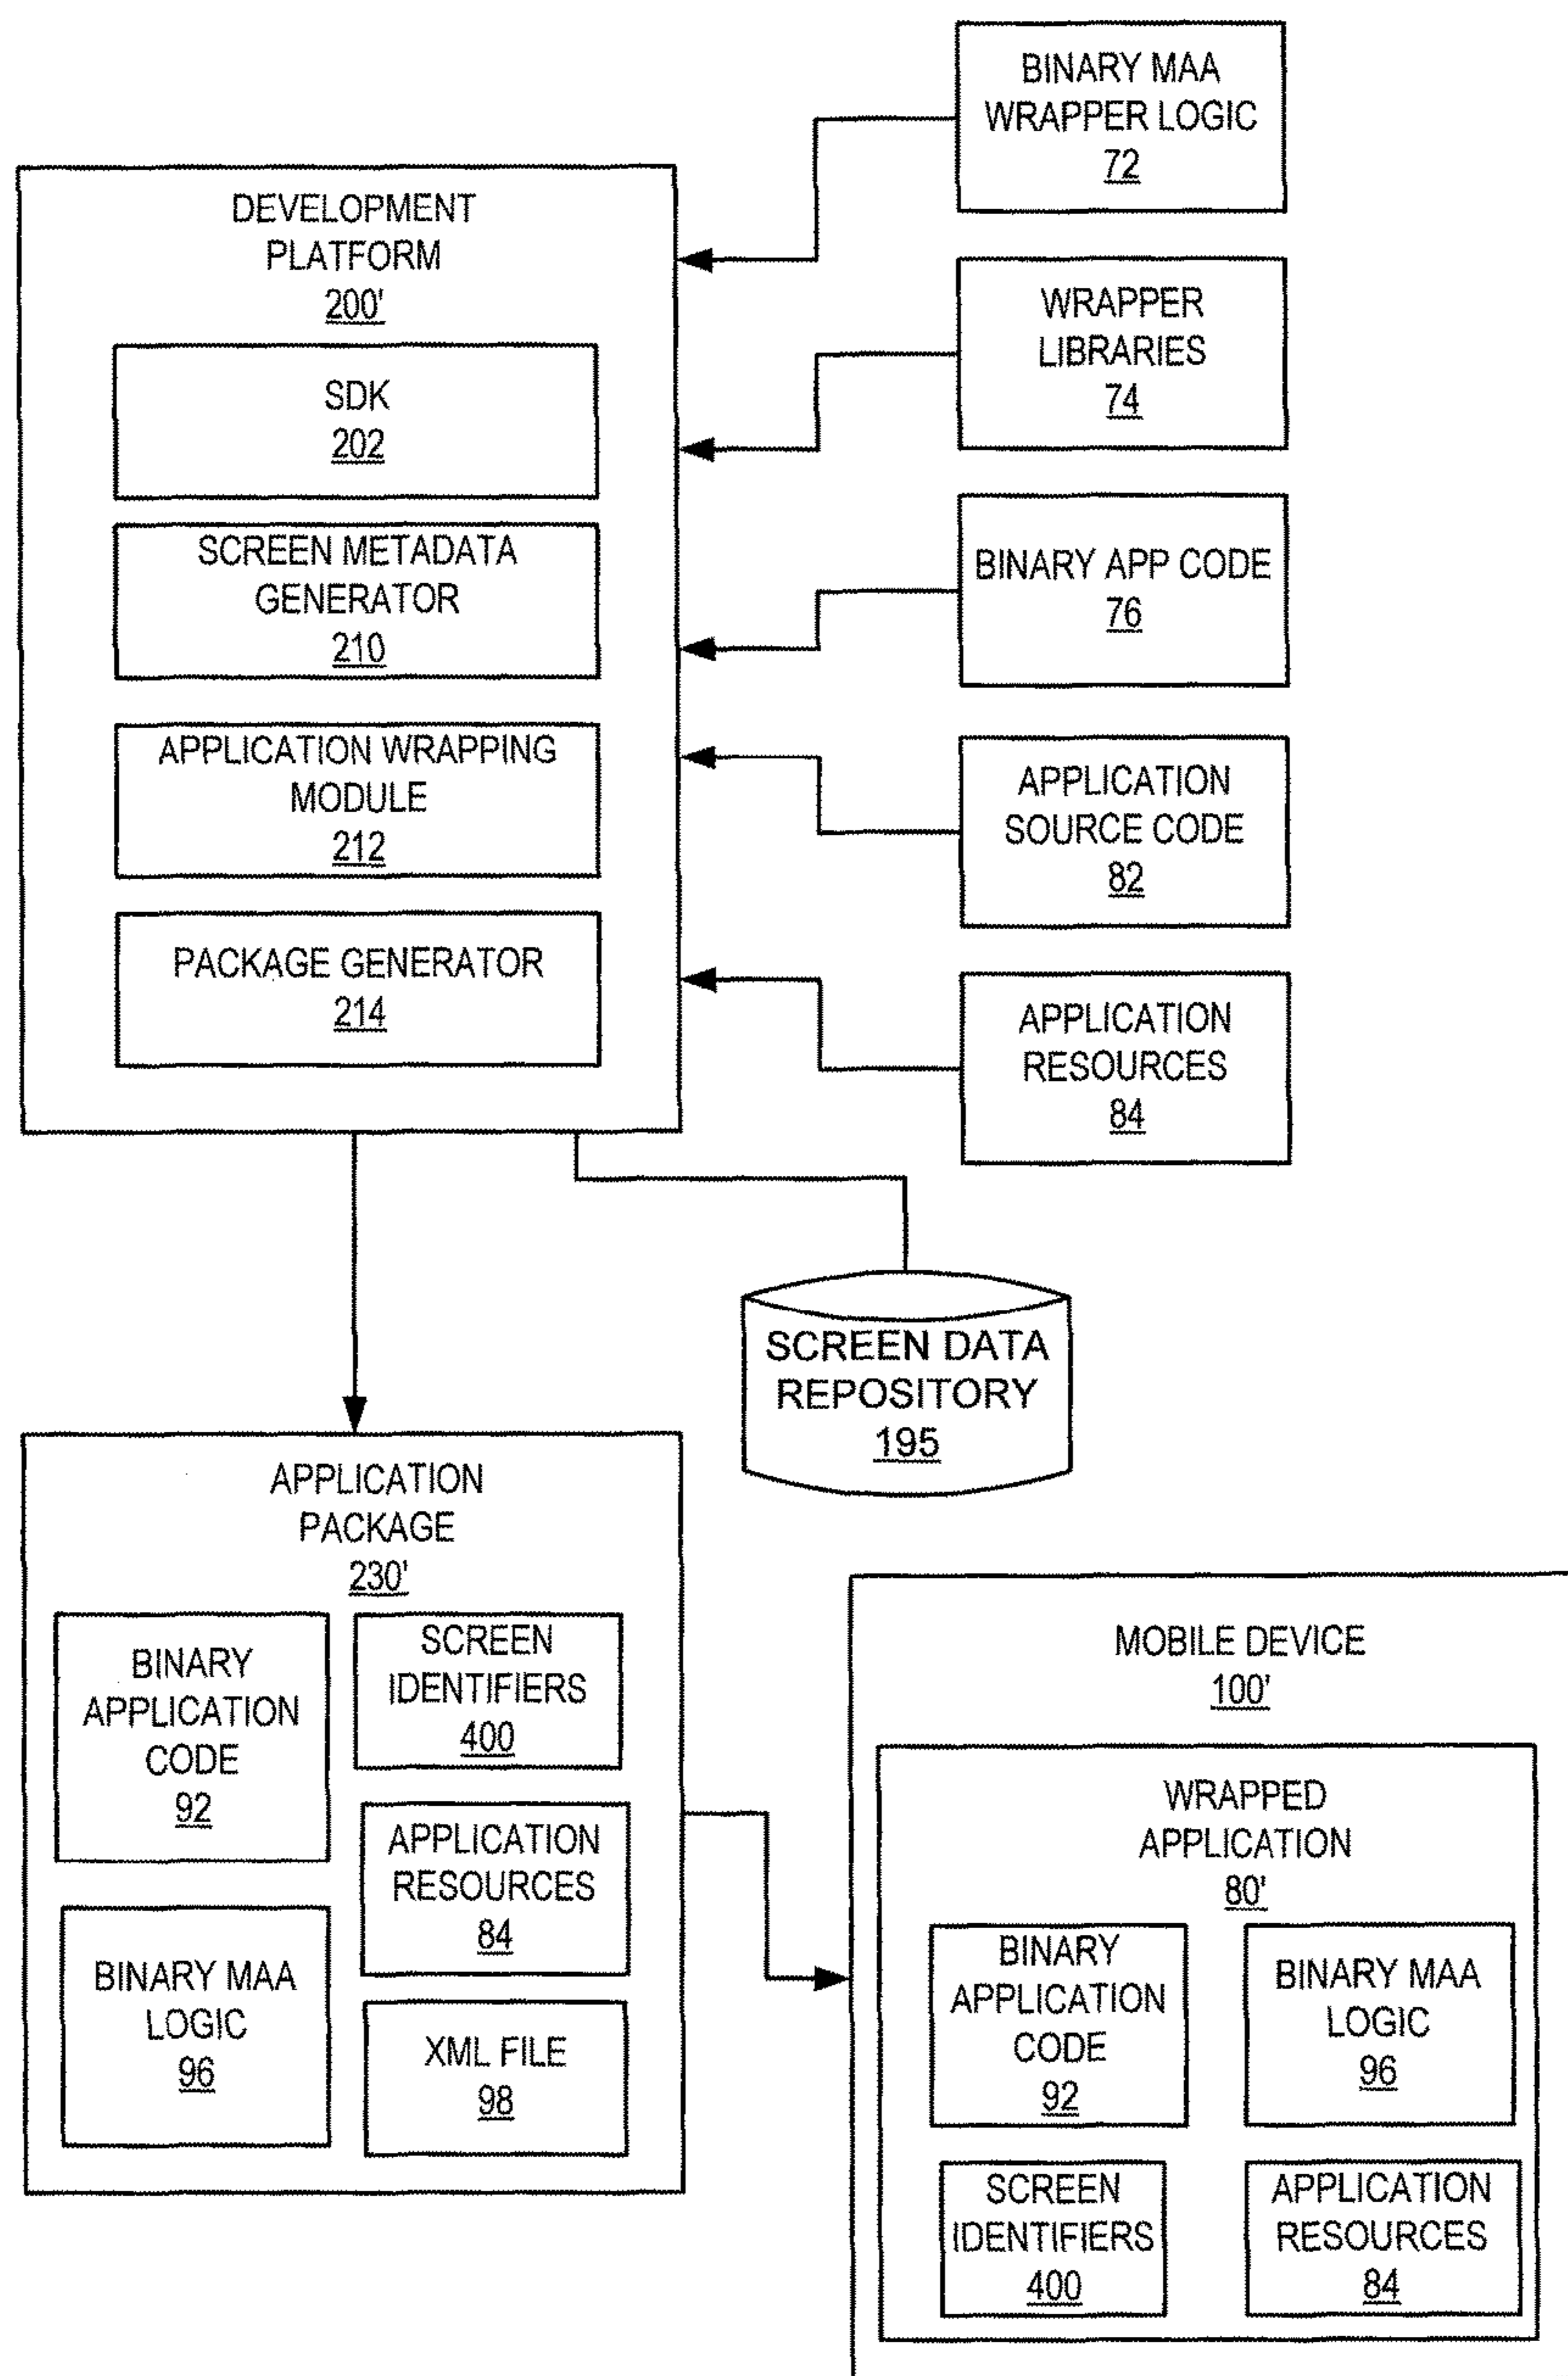 BINARY MAA
WRAPPER LOGIC
72
DEVELOPMENT
PLATFORM
200'
WRAPPER
LIBRARIES
74
SDK
202
SCREEN METADATA
GENERATOR
210
BINARY APP CODE
76
APPLICATION WRAPPING
MODULE
212
APPLICATION
SOURCE CODE
82
PACKAGE GENERATOR
214
APPLICATION
RESOURCES
84
SCREEN DATA
REPOSITORY
195
APPLICATION
PACKAGE
230'
BINARY
APPLICATION
CODE
92
SCREEN
IDENTIFIERS
400
APPLICATION
RESOURCES
84
BINARY MAA
LOGIC
96
XML FILE
98
MOBILE DEVICE
100'
WRAPPED
APPLICATION
80'
BINARY
APPLICATION
CODE
92
BINARY MAA
LOGIC
96
SCREEN
IDENTIFIERS
400
APPLICATION
RESOURCES
84